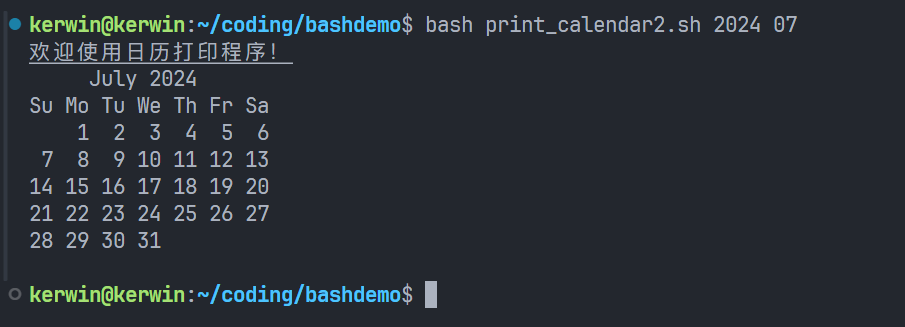 kerwin@kerwin:~/coding/bashdemo$ bash print_calendar2.sh 2024 07
欢迎使用日历打印程序！
     July 2024
Su Mo Tu We Th Fr Sa
    1  2  3  4  5  6
 7  8  9 10 11 12 13
14 15 16 17 18 19 20
21 22 23 24 25 26 27
28 29 30 31
kerwin@kerwin:~/coding/bashdemo$